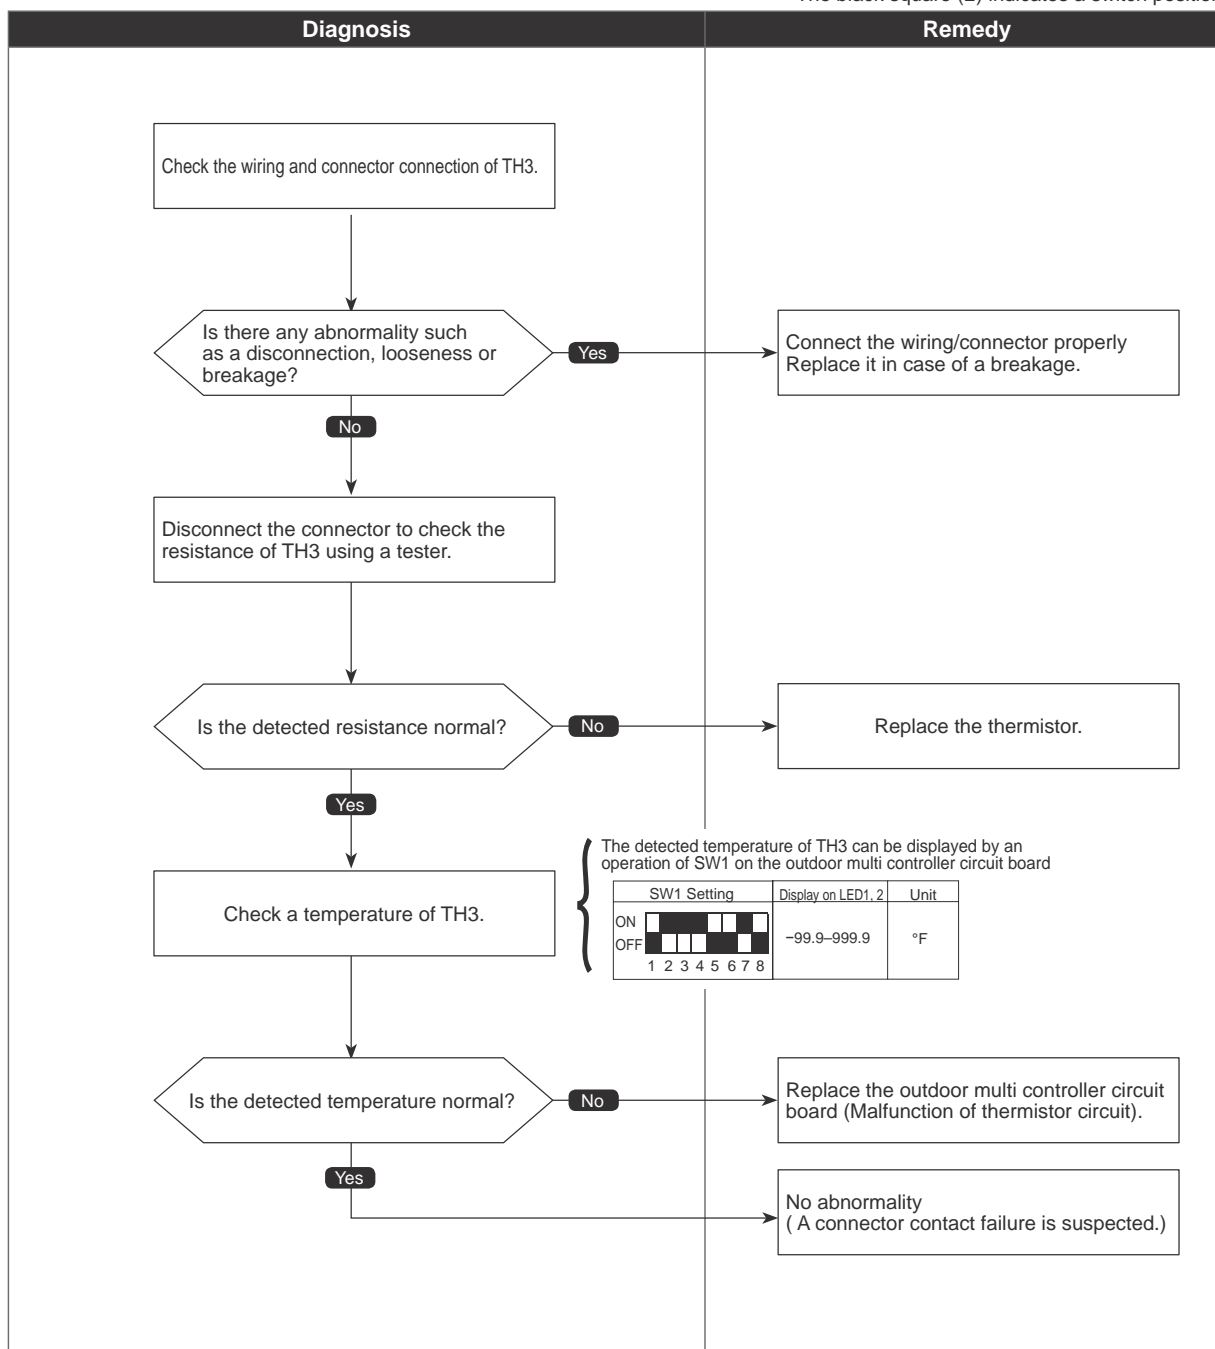 Diagnosis
Remedy
Check the wiring and connector connection of TH3.
Is there any abnormality such
as a disconnection, looseness or
breakage?
Yes
Connect the wiring/connector properly
Replace it in case of a breakage.
No
Disconnect the connector to check the
resistance of TH3 using a tester.
Is the detected resistance normal?
No
Replace the thermistor.
Yes
The detected temperature of TH3 can be displayed by an
operation of SW1 on the outdoor multi controller circuit board
Check a temperature of TH3.
SW1 Setting
Display on LED1, 2
Unit
ON
OFF
1 2 3 4 5 6 7 8
−99.9–999.9
°F
Is the detected temperature normal?
No
Replace the outdoor multi controller circuit
board (Malfunction of thermistor circuit).
Yes
No abnormality
( A connector contact failure is suspected.)